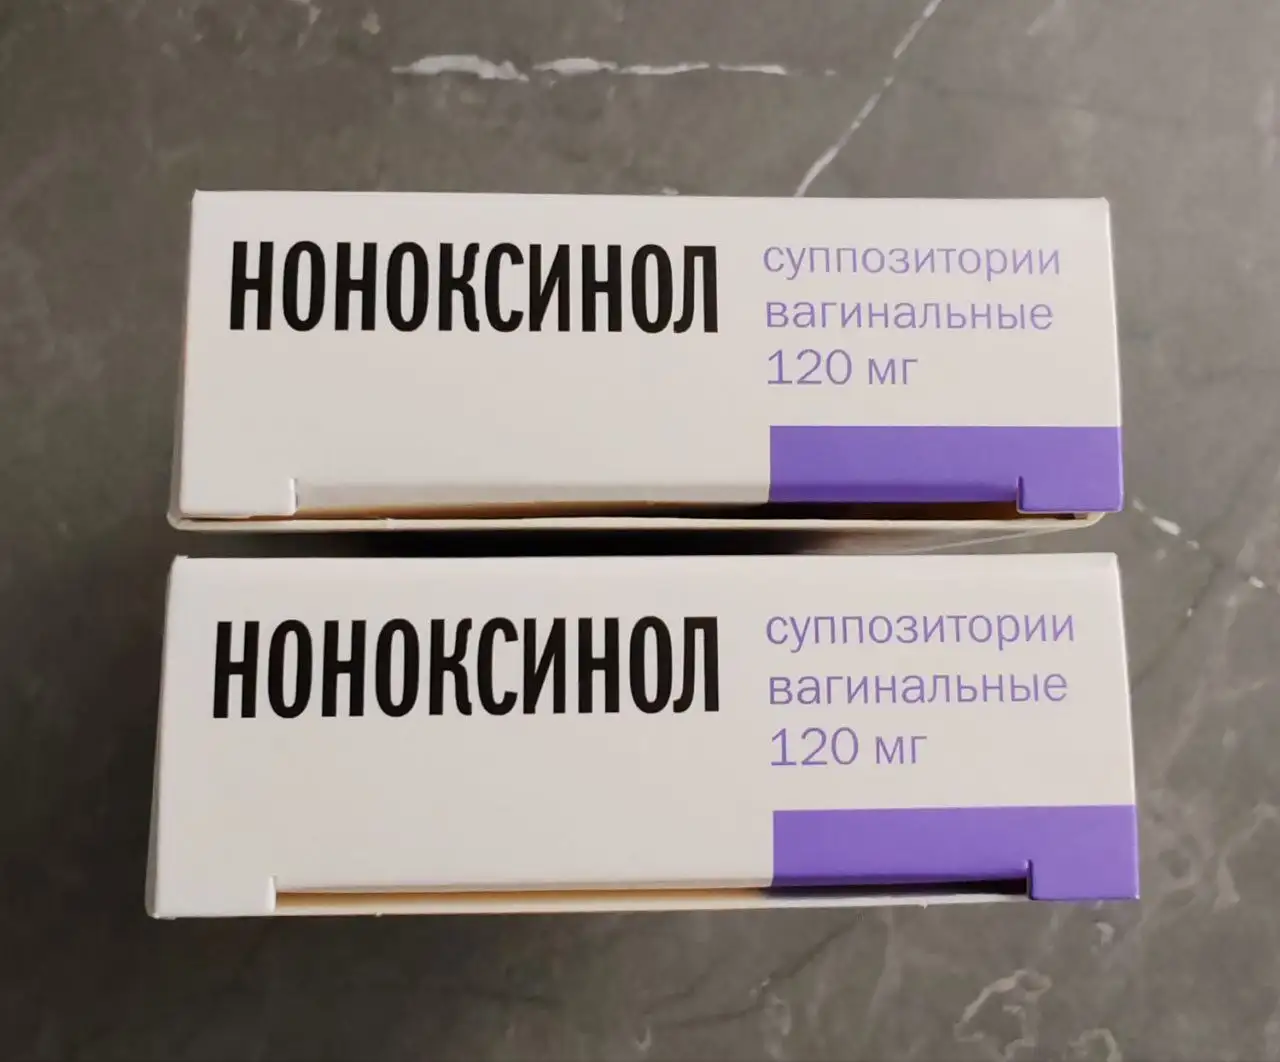 НОНОКСИНОЛ
суппозитории
вагинальные
120 мг
НОНОКСИНОЛ
суппозитории
вагинальные
120 мг